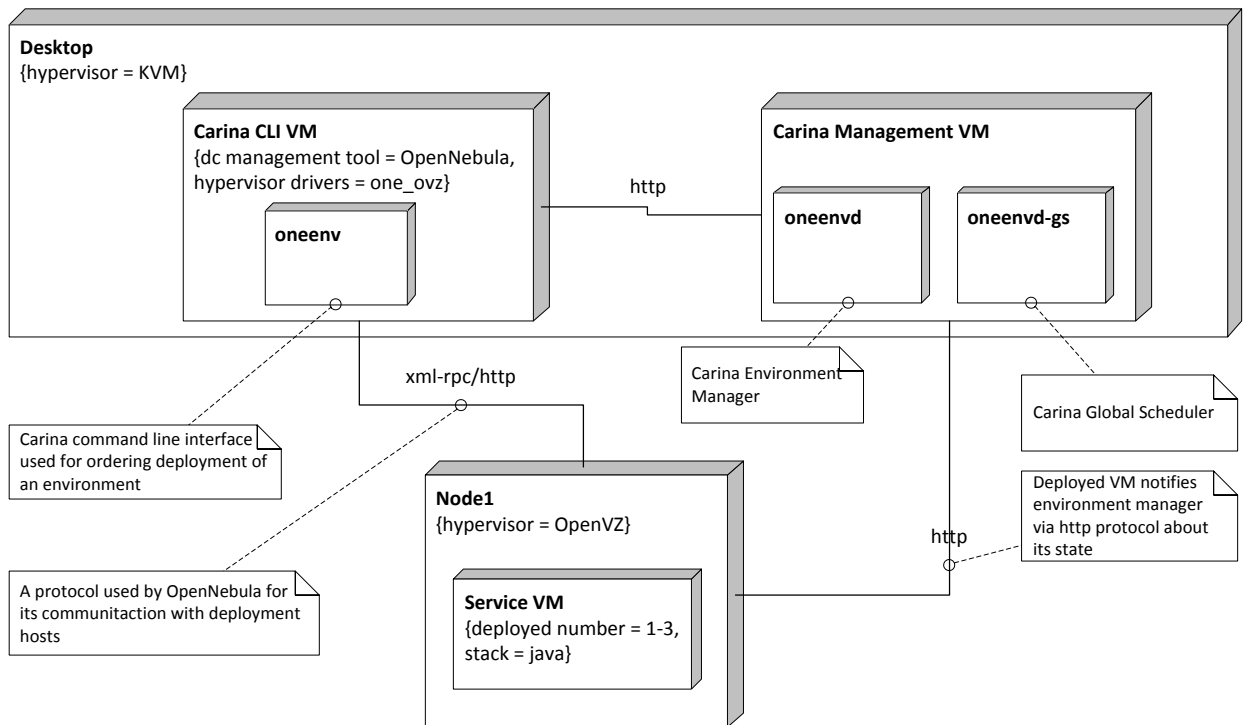 Desktop
{hypervisor = KVM}
Carina CLI VM
{dc management tool = OpenNebula,
hypervisor drivers = one_ovz}
oneenv
http
Carina Management VM
oneenvd
oneenvd-gs
xml-rpc/http
Carina Environment
Manager
Carina Global Scheduler
Carina command line interface
used for ordering deployment of
an environment
Node1
{hypervisor = OpenVZ}
Deployed VM notifies
environment manager
via http protocol about
its state
http
A protocol used by OpenNebula for
its communitaction with deployment
hosts
Service VM
{deployed number = 1-3,
stack = java}